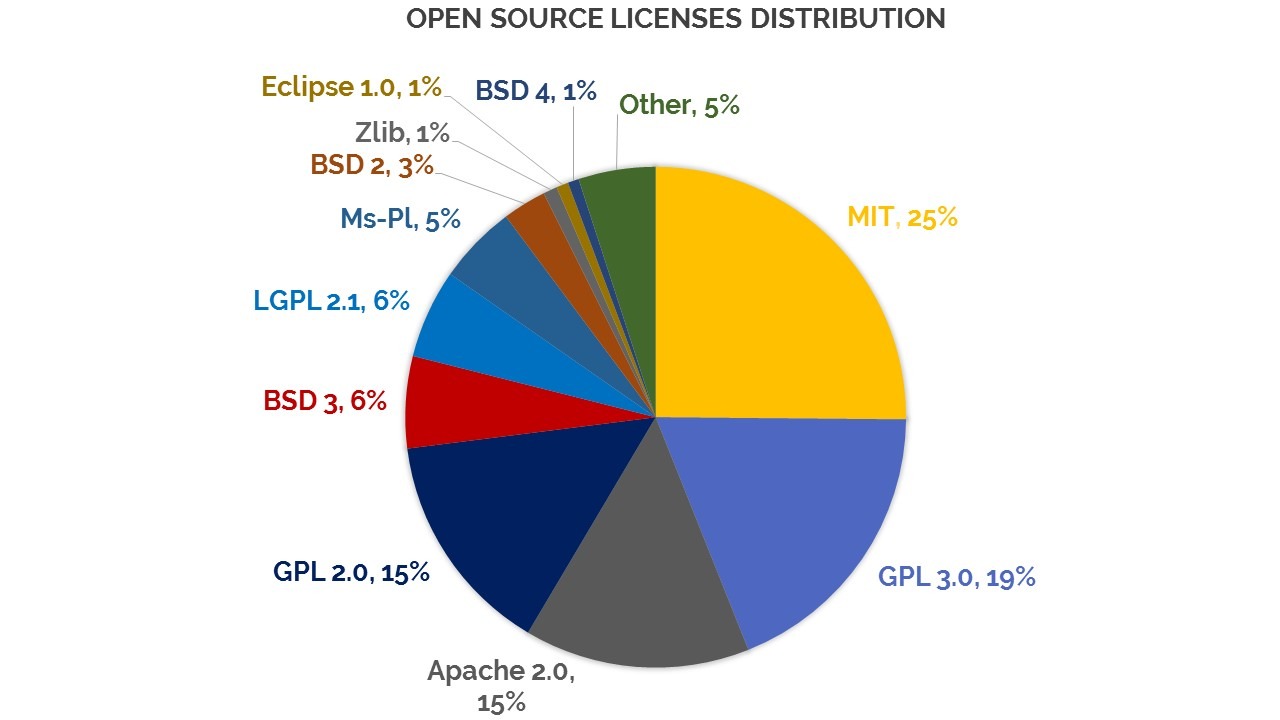 OPEN SOURCE LICENSES DISTRIBUTION
Eclipse 1.0, 1%
BSD 4, 1%
Other, 5%
Zlib, 1%
BSD 2, 3%
Ms-Pl, 5%
MIT, 25%
LGPL 2.1, 6%
BSD 3, 6%
GPL 2.0, 15%
GPL 3.0, 19%
Apache 2.0,
15%